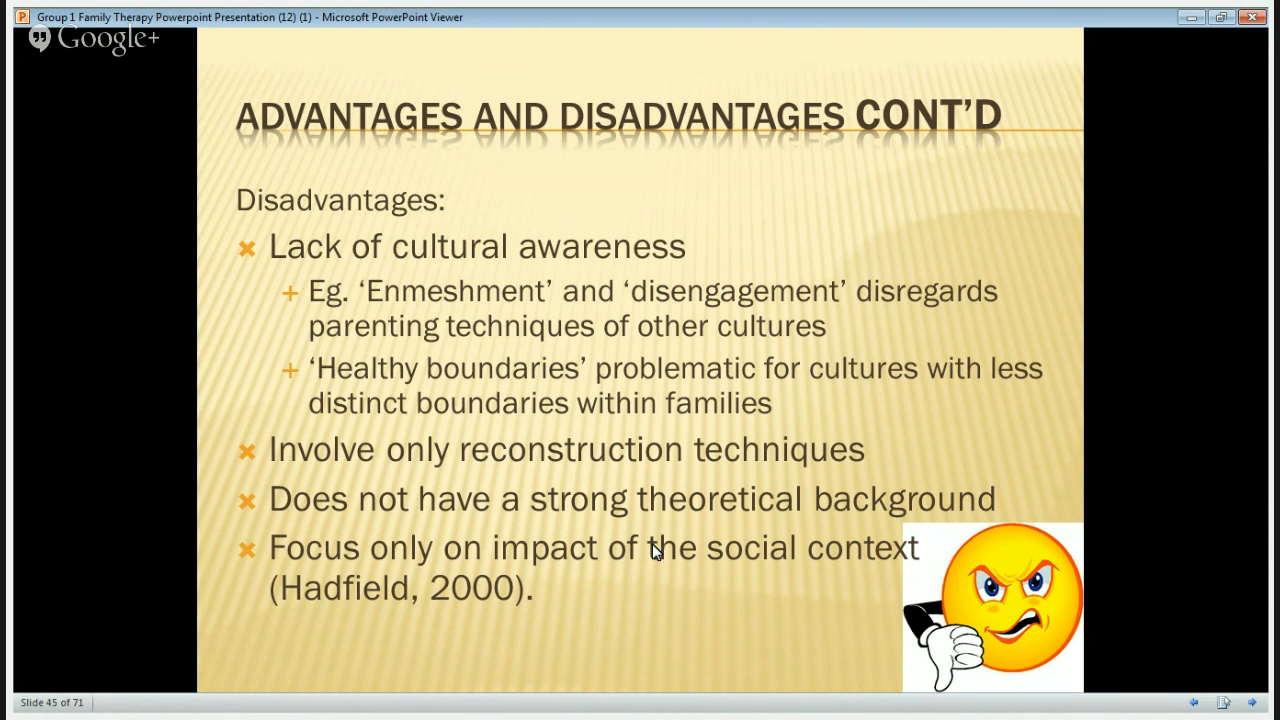 Group 1 Family Therapy Powerpoint Presentation (12) (1) - Microsoft PowerPoint Viewer
Google+
ADVANTAGES AND DISADVANTAGES CONT'D
Disadvantages:
Lack of cultural awareness
Eg. ‘Enmeshment’ and ‘disengagement’ disregards
parenting techniques of other cultures
‘Healthy boundaries’ problematic for cultures with less
distinct boundaries within families
Involve only reconstruction techniques
Does not have a strong theoretical background
Focus only on impact of the social context
(Hadfield, 2000).
Slide 45 of 71